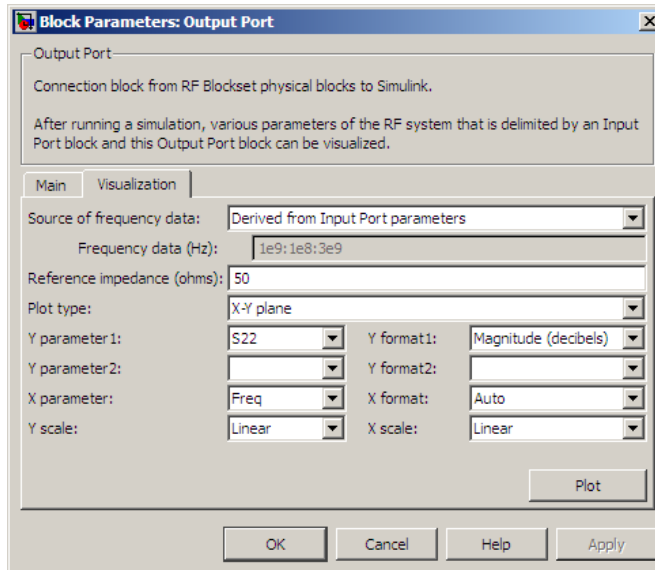 Block Parameters: Output Port
Output Port
Connection block from RF Blockset physical blocks to Simulink.
After running a simulation, various parameters of the RF system that is delimited by an Input
Port block and this Output Port block can be visualized.
Main Visualization
Source of frequency data: Derived from Input Port parameters
Frequency data (Hz): 1e9:1e8:3e9
Reference impedance (ohms): 50
Plot type: X-Y plane
Y parameter1: S22 Y format1: Magnitude (decibels)
Y parameter2: Y format2:
X parameter: Freq X format: Auto
Y scale: Linear X scale: Linear
Plot
OK Cancel Help Apply